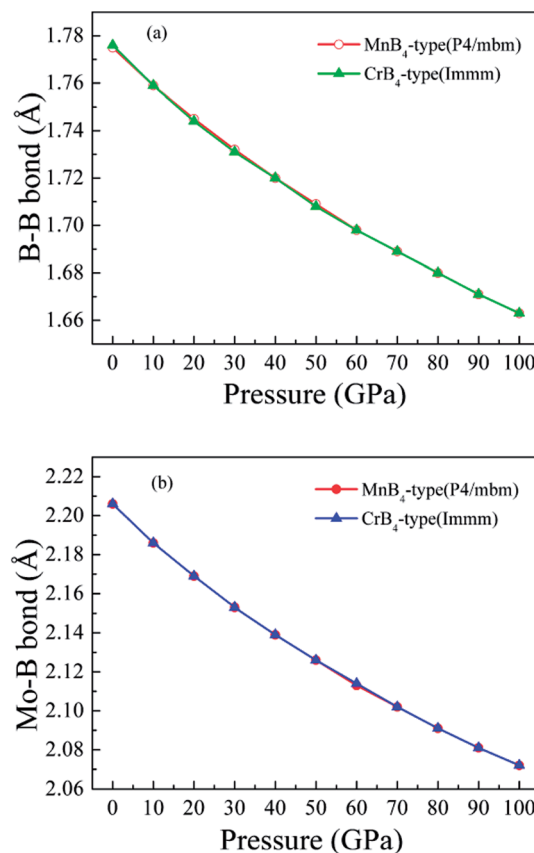 (a)
MnB₄-type(P4/mbm)
CrB₄-type(Immm)
B-B bond (Å)
1.78
1.76
1.74
1.72
1.70
1.68
1.66
0 10 20 30 40 50 60 70 80 90 100
Pressure (GPa)
(b)
MnB₄-type(P4/mbm)
CrB₄-type(Immm)
Mo-B bond (Å)
2.22
2.20
2.18
2.16
2.14
2.12
2.10
2.08
2.06
0 10 20 30 40 50 60 70 80 90 100
Pressure (GPa)